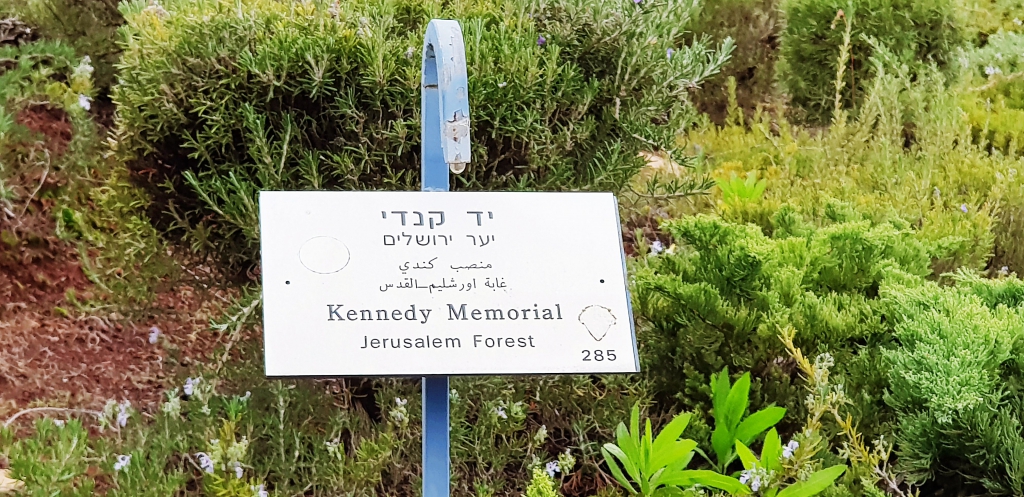 יד קנדי
יער ירושלים
منصب كندي
غابة اورشليم-القدس
Kennedy Memorial
Jerusalem Forest
285